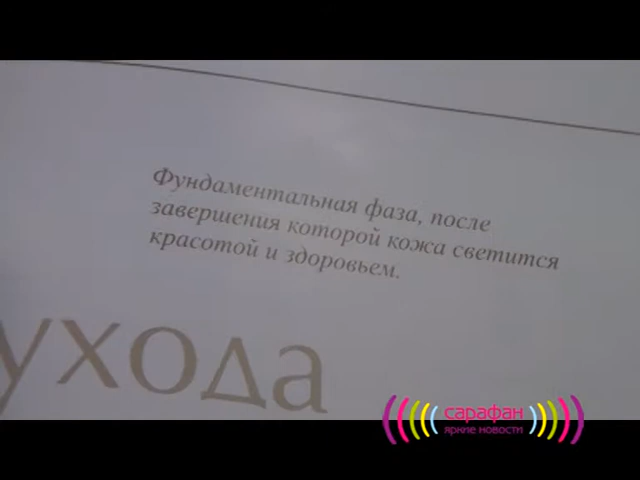 Фундаментальная фаза, после
завершения которой кожа светится
красотой и здоровьем.
ухода
сарафан
яркие новости